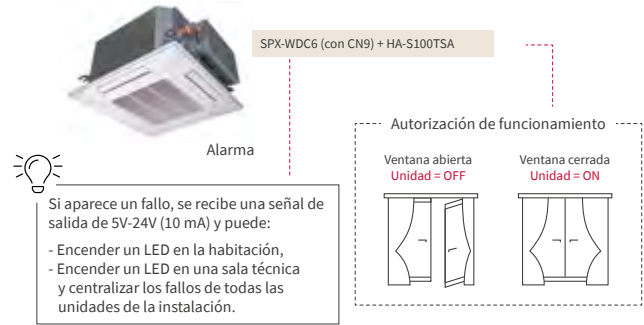 SPX-WDC6 (con CN9) + HA-S100TSA
Alarma
Si aparece un fallo, se recibe una señal de
salida de 5V-24V (10 mA) y puede:
- Encender un LED en la habitación,
- Encender un LED en una sala técnica
y centralizar los fallos de todas las
unidades de la instalación.
Autorización de funcionamiento
Ventana abierta
Unidad = OFF
Ventana cerrada
Unidad = ON